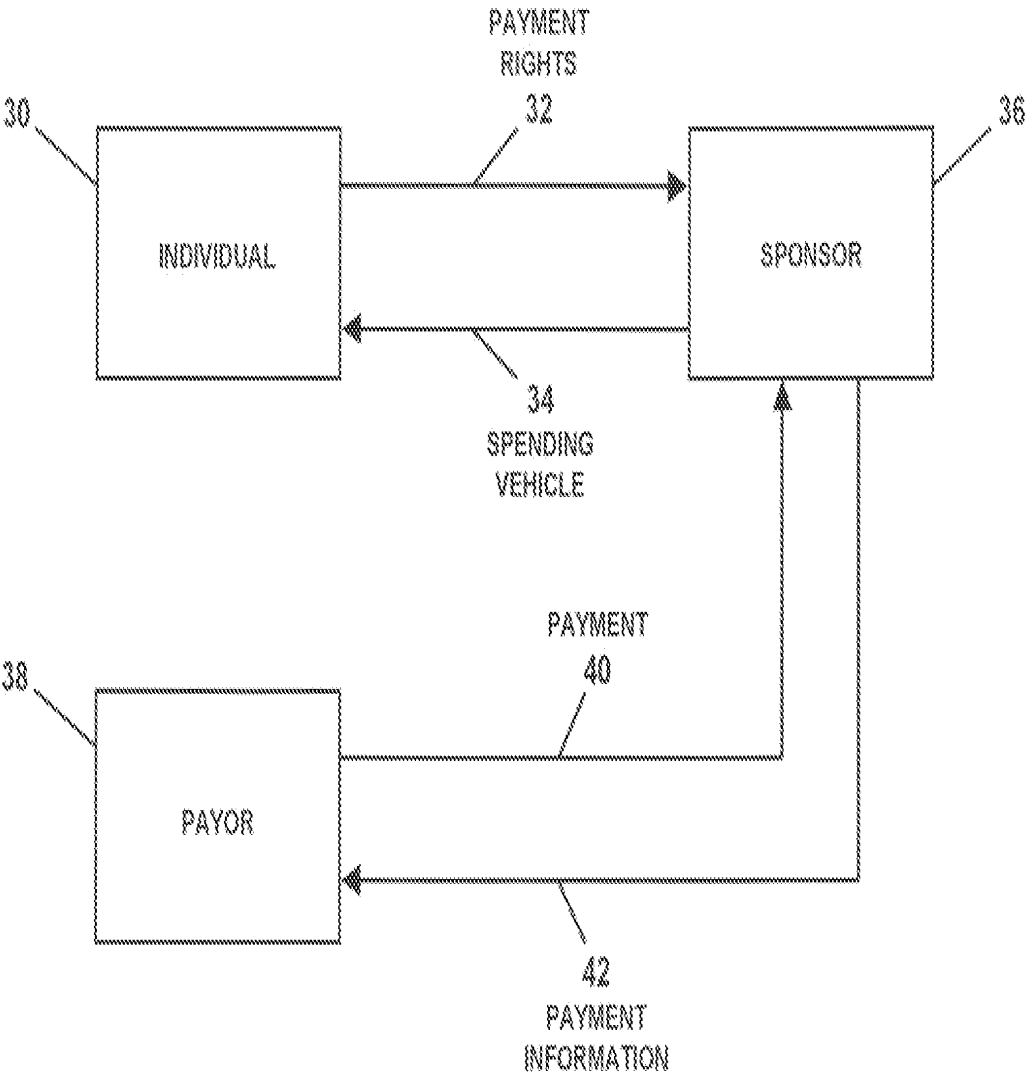 PAYMENT
RIGHTS
30
32
36
INDIVIDUAL
SPONSOR
34
SPENDING
VEHICLE
PAYMENT
40
38
PAYOR
42
PAYMENT
INFORMATION